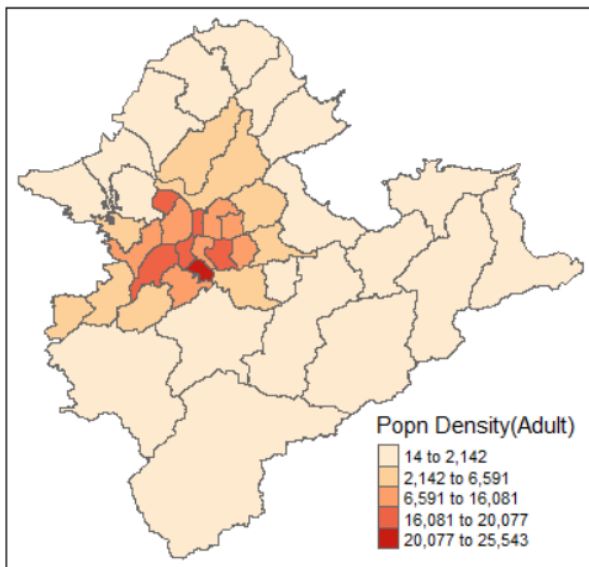 Popn Density(Adult)
14 to 2,142
2,142 to 6,591
6,591 to 16,081
16,081 to 20,077
20,077 to 25,543